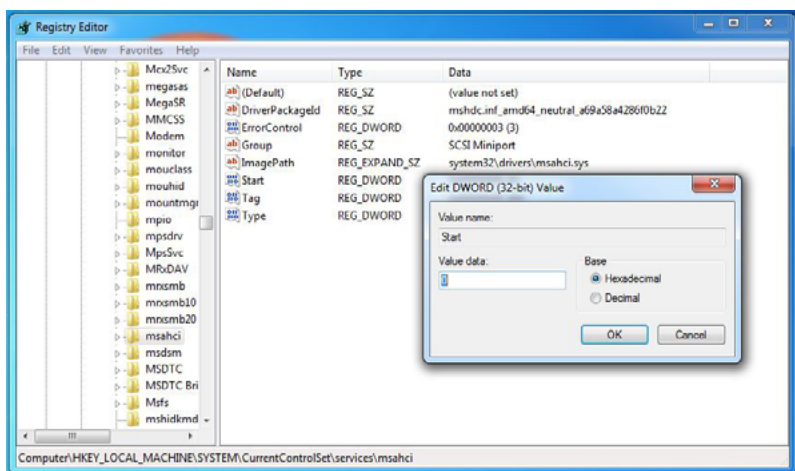 Registry Editor
File Edit View Favorites Help
Mcx2Svc
megasas
MegaSR
MMCSS
Modem
monitor
mouclass
mouhid
mountmgr
mpio
mpsdrv
MpsSvc
MRxDAV
mrxsmb
mrxsmb10
mrxsmb20
msahci
msdsm
MSDTC
MSDTC Bri
Msfs
mshidkmd
Name Type Data
(Default) REG_SZ (value not set)
DriverPackageId REG_SZ mshdc.inf_amd64_neutral_a69a58a4286f0b22
ErrorControl REG_DWORD 0x00000003 (3)
Group REG_SZ SCSI Miniport
ImagePath REG_EXPAND_SZ system32\drivers\msahci.sys
Start REG_DWORD
Tag REG_DWORD
Type REG_DWORD
Edit DWORD (32-bit) Value
Value name:
Start
Value data:
0
Base
Hexadecimal
Decimal
OK Cancel
Computer\HKEY_LOCAL_MACHINE\SYSTEM\CurrentControlSet\services\msahci